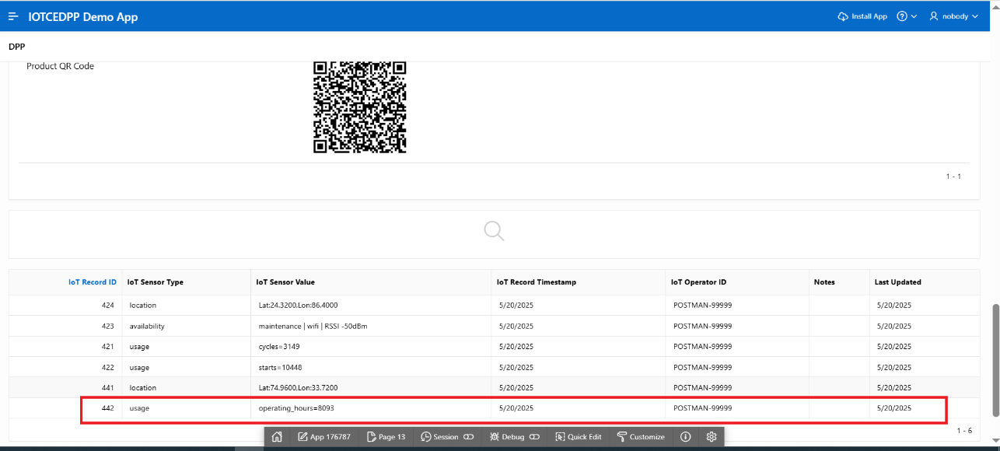 IOTCEDPP Demo App Install App nobody
DPP
Product QR Code
1 - 1
IoT Record ID IoT Sensor Type IoT Sensor Value IoT Record Timestamp IoT Operator ID Notes Last Updated
424 location Lat:24.3200,Lon:86.4000 5/20/2025 POSTMAN-99999 5/20/2025
423 availability maintenance | wifi | RSSI -50dBm 5/20/2025 POSTMAN-99999 5/20/2025
421 usage cycles=3149 5/20/2025 POSTMAN-99999 5/20/2025
422 usage starts=10448 5/20/2025 POSTMAN-99999 5/20/2025
441 location Lat:74.9600,Lon:33.7200 5/20/2025 POSTMAN-99999 5/20/2025
442 usage operating_hours=8093 5/20/2025 POSTMAN-99999 5/20/2025
1 - 6
App 176787 Page 13 Session Debug Quick Edit Customize